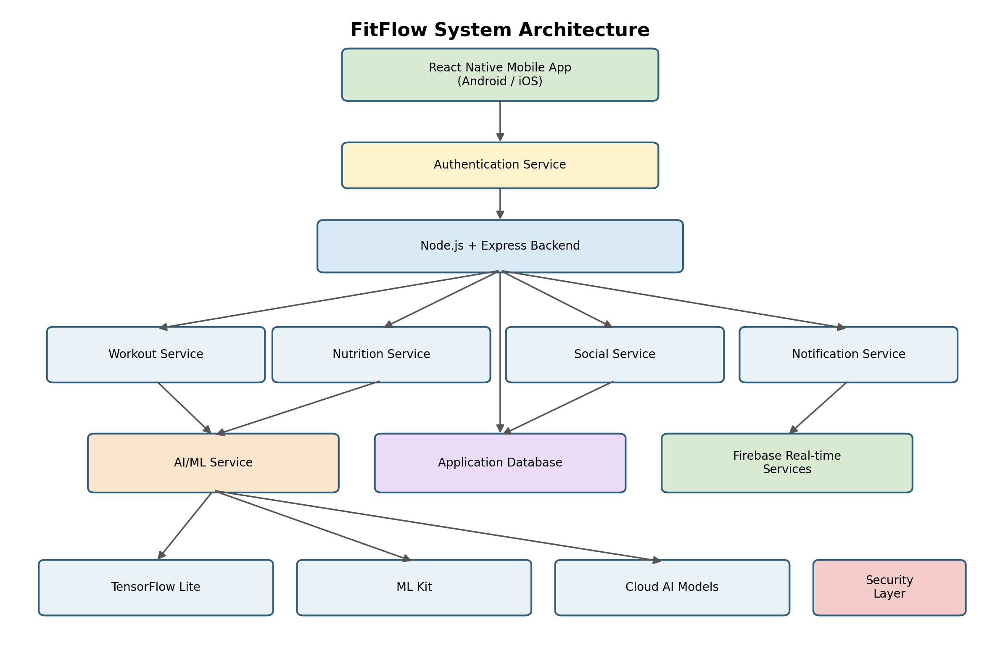 FitFlow System Architecture
React Native Mobile App
(Android / iOS)
Authentication Service
Node.js + Express Backend
Workout Service
Nutrition Service
Social Service
Notification Service
AI/ML Service
Application Database
Firebase Real-time
Services
TensorFlow Lite
ML Kit
Cloud AI Models
Security
Layer